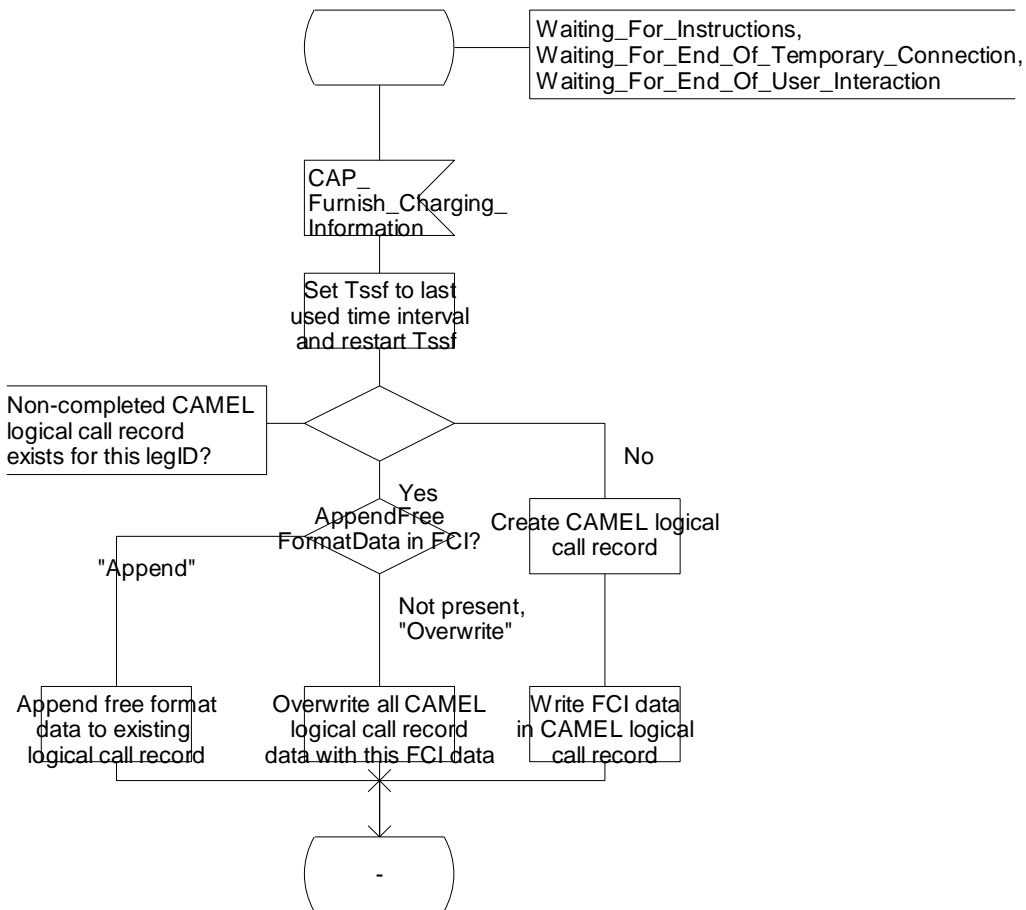 Waiting_For_Instructions,
Waiting_For_End_Of_Temporary_Connection,
Waiting_For_End_Of_User_Interaction
CAP_
Furnish_Charging_
Information
Set Tssf to last
used time interval
and restart Tssf
Non-completed CAMEL
logical call record
exists for this legID?
No
Yes
AppendFree
FormatData in FCI?
Create CAMEL logical
call record
"Append"
Not present,
"Overwrite"
Append free format
data to existing
logical call record
Overwrite all CAMEL
logical call record
data with this FCI data
Write FCI data
in CAMEL logical
call record
-